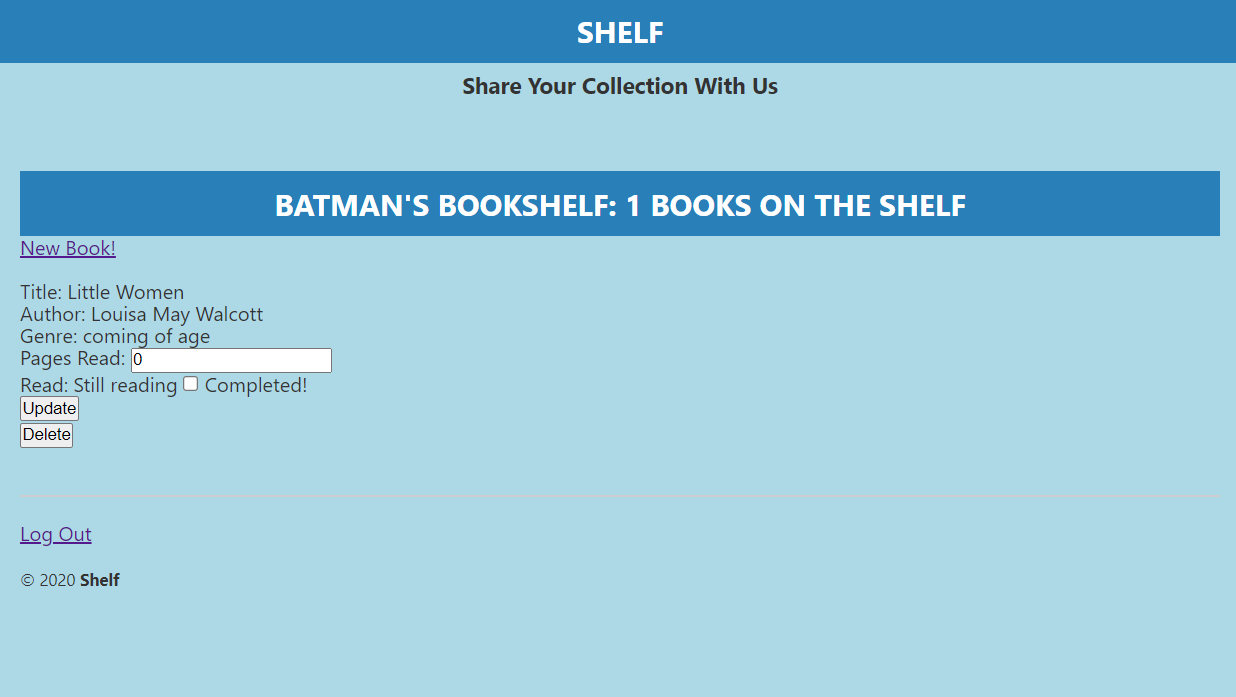 SHELF
Share Your Collection With Us
BATMAN'S BOOKSHELF: 1 BOOKS ON THE SHELF
New Book!
Title: Little Women
Author: Louisa May Walcott
Genre: coming of age
Pages Read: 0
Read: Still reading Completed!
Update
Delete
Log Out
© 2020 Shelf